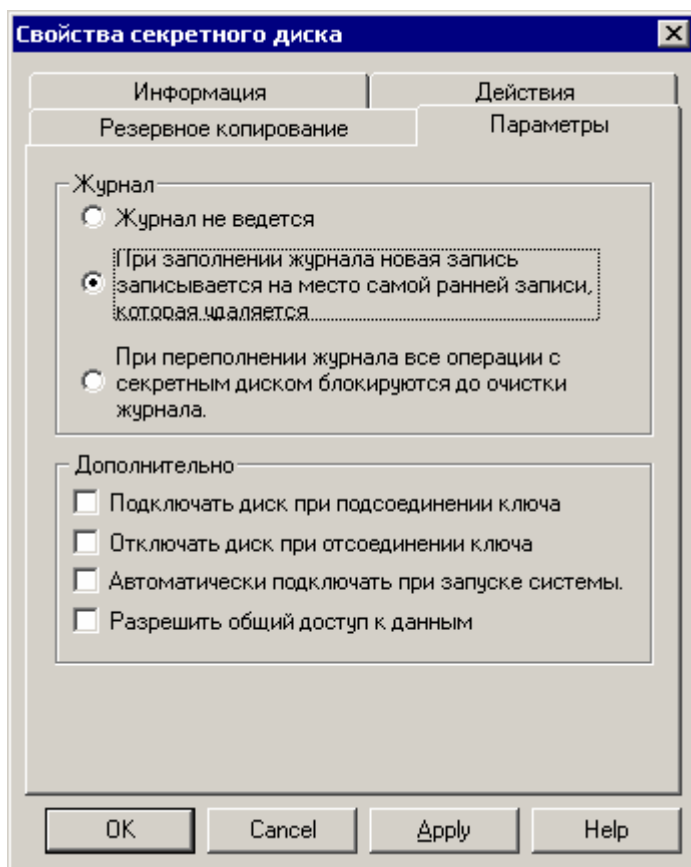 Свойства секретного диска
Информация
Действия
Резервное копирование
Параметры
Журнал
Журнал не ведется
При заполнении журнала новая запись
записывается на место самой ранней записи,
которая удаляется
При переполнении журнала все операции с
секретным диском блокируются до очистки
журнала.
Дополнительно
Подключать диск при подсоединении ключа
Отключать диск при отсоединении ключа
Автоматически подключать при запуске системы.
Разрешить общий доступ к данным
OK
Cancel
Apply
Help